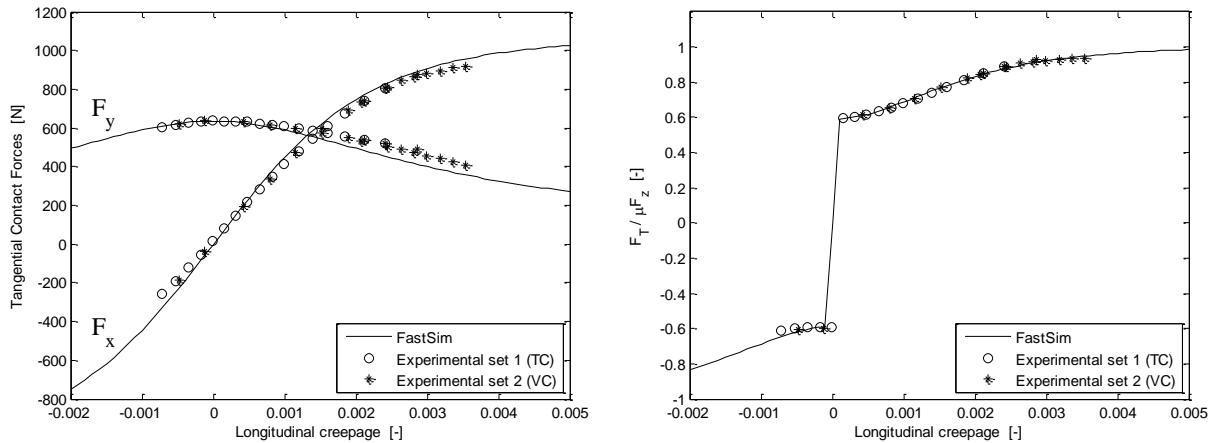 1200
1000
800
600
400
200
0
-200
-400
-600
-800
Tangential Contact Forces [N]
F_y
F_x
FastSim
Experimental set 1 (TC)
Experimental set 2 (VC)
-0.002 -0.001 0 0.001 0.002 0.003 0.004 0.005
Longitudinal creepage [-]
1
0.8
0.6
0.4
0.2
0
-0.2
-0.4
-0.6
-0.8
-1
F_T / μF_z [-]
FastSim
Experimental set 1 (TC)
Experimental set 2 (VC)
-0.002 -0.001 0 0.001 0.002 0.003 0.004 0.005
Longitudinal creepage [-]